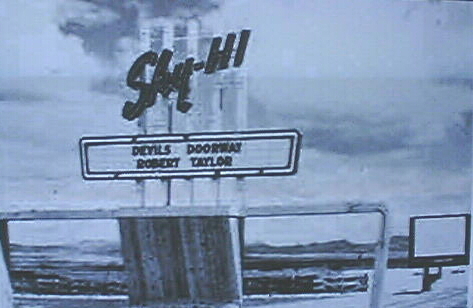 Sky-HI
DEVILS DOORWAY
ROBERT TAYLOR